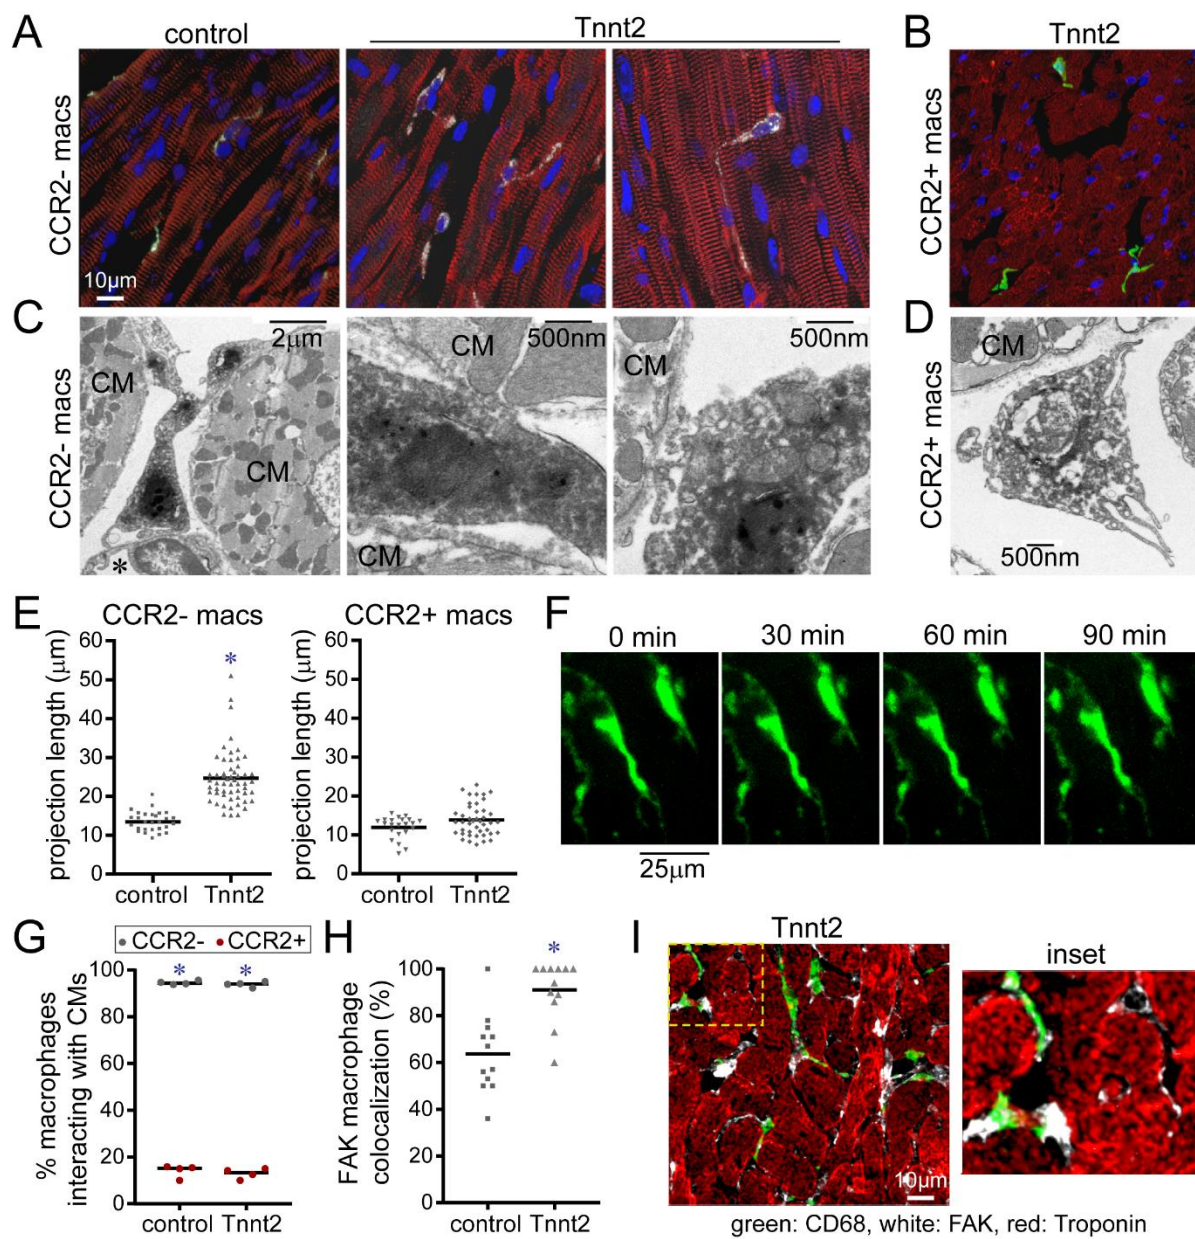 A
control
Tnnt2
B
Tnnt2
CCR2- macs
10µm
CCR2+ macs
C
CCR2- macs
CM
CM
2µm
*
CM
CM
500nm
CM
500nm
D
CCR2+ macs
CM
500nm
E
CCR2- macs
CCR2+ macs
projection length (µm)
60
50
40
30
20
10
0
*
control
Tnnt2
projection length (µm)
60
50
40
30
20
10
0
control
Tnnt2
F
0 min
30 min
60 min
90 min
25µm
G
CCR2-
CCR2+
% macrophages
interacting with CMs
100
80
60
40
20
0
*
*
control
Tnnt2
H
FAK macrophage
colocalization (%)
100
80
60
40
20
0
*
control
Tnnt2
I
Tnnt2
inset
10µm
green: CD68, white: FAK, red: Troponin